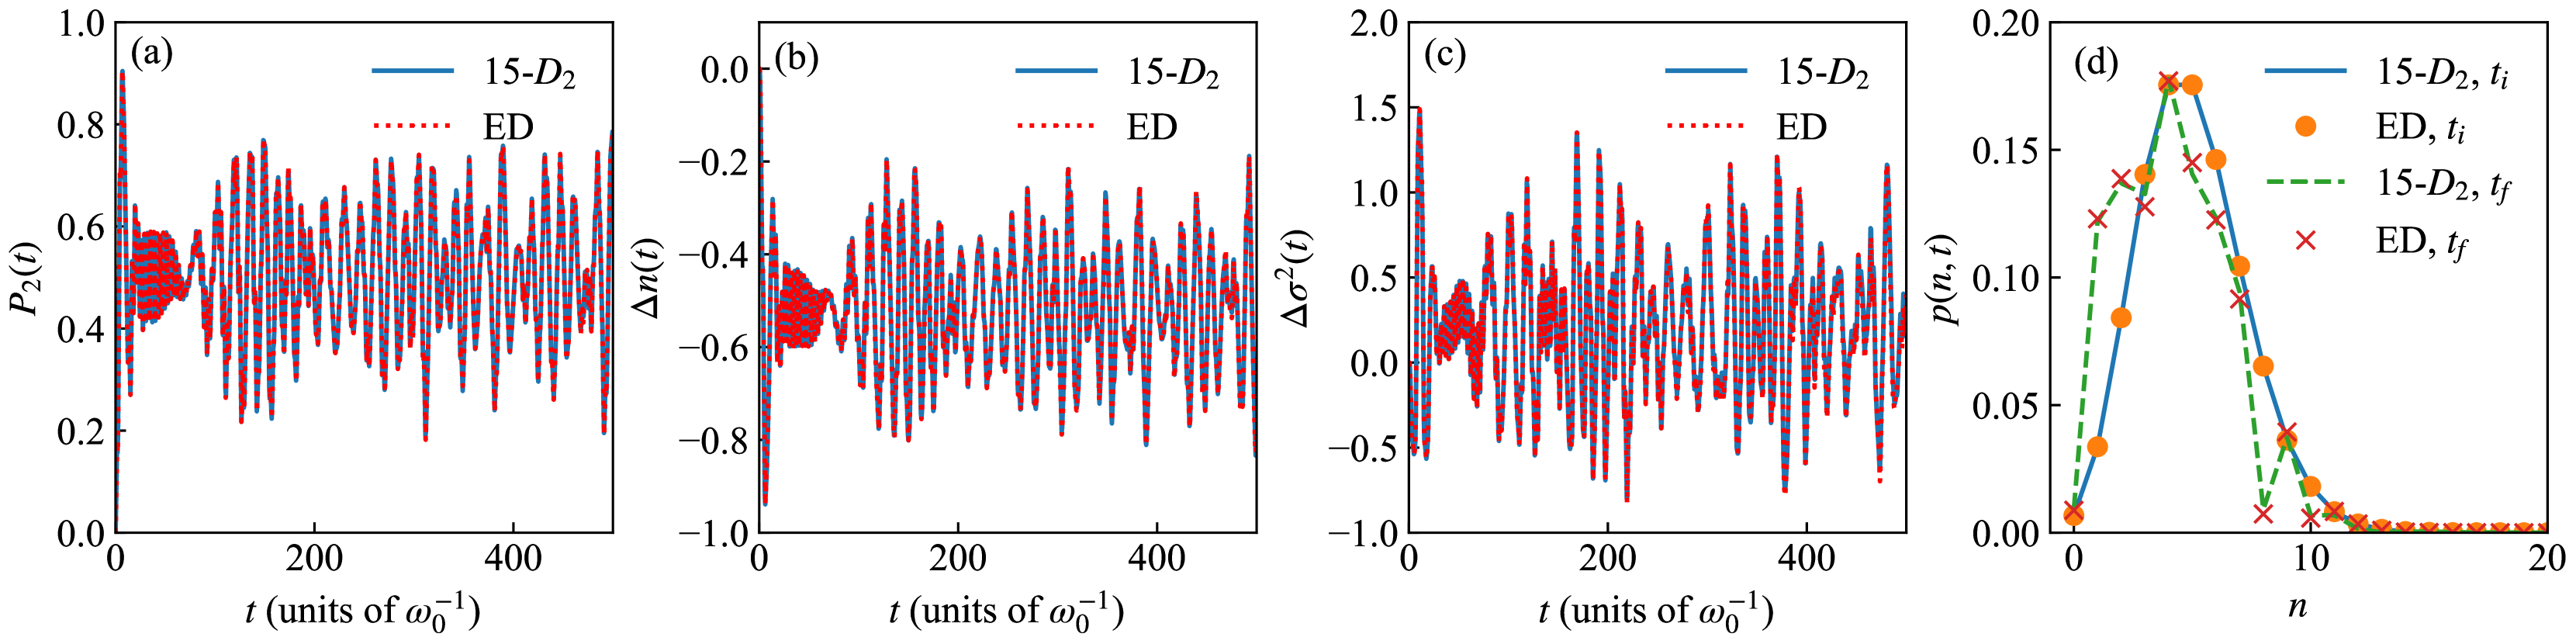 (a)
15-D₂
ED
P₂(t)
1.0
0.8
0.6
0.4
0.2
0.0
0 200 400
t (units of ω₀⁻¹)
(b)
15-D₂
ED
Δn(t)
0.0
−0.2
−0.4
−0.6
−0.8
−1.0
0 200 400
t (units of ω₀⁻¹)
(c)
15-D₂
ED
Δσ²(t)
2.0
1.5
1.0
0.5
0.0
−0.5
−1.0
0 200 400
t (units of ω₀⁻¹)
(d)
15-D₂, tᵢ
ED, tᵢ
15-D₂, t_f
ED, t_f
p(n, t)
0.20
0.15
0.10
0.05
0.00
0 10 20
n